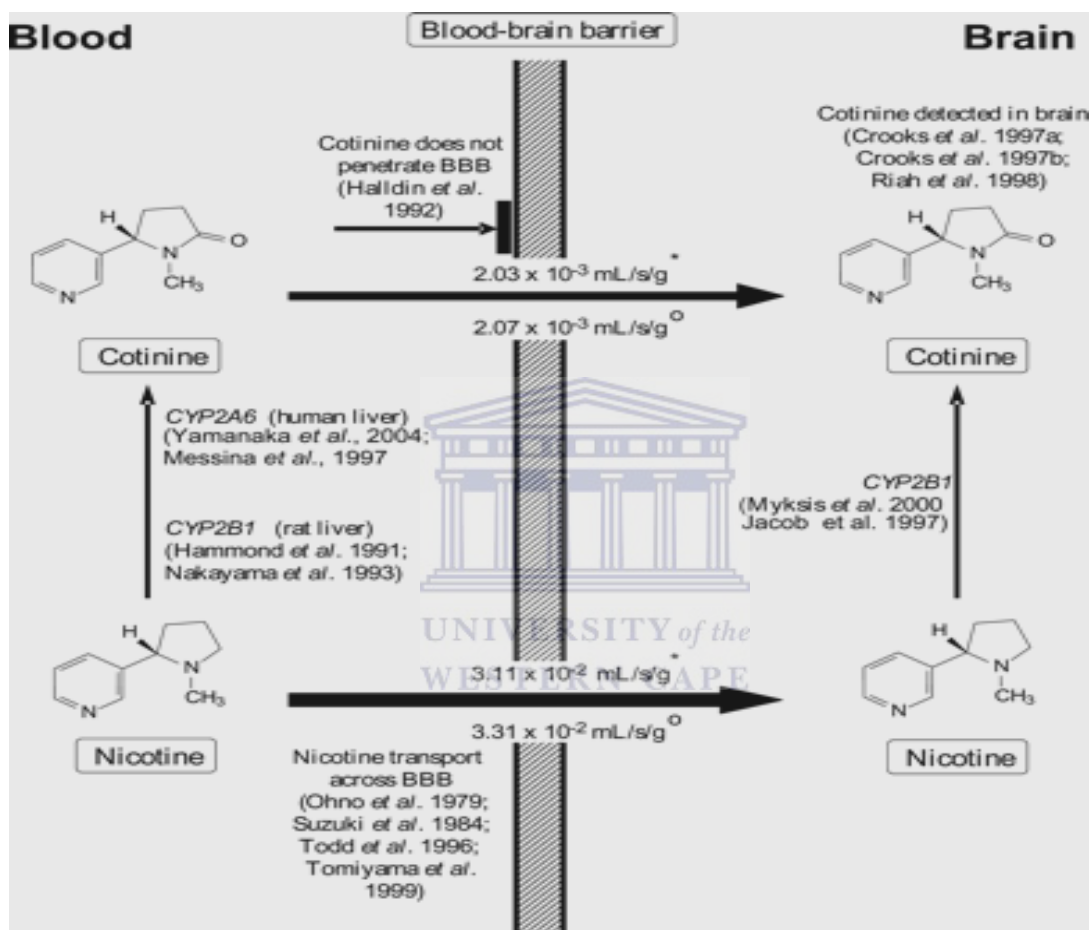 Blood
Blood-brain barrier
Brain
Cotinine does not
penetrate BBB
(Halldin et al.
1992)
Cotinine detected in brain
(Crooks et al. 1997a;
Crooks et al. 1997b;
Riah et al. 1998)
H
N
O
N
CH3
2.03 x 10-3 mL/s/g*
2.07 x 10-3 mL/s/go
H
N
O
N
CH3
Cotinine
Cotinine
CYP2A6 (human liver)
(Yamanaka et al., 2004;
Messina et al., 1997
CYP2B1 (rat liver)
(Hammond et al. 1991;
Nakayama et al. 1993)
CYP2B1
(Myksis et al. 2000
Jacob et al. 1997)
UNIVERSITY of the
WESTERN CAPE
H
N
N
CH3
3.11 x 10-2 mL/s/g*
3.31 x 10-2 mL/s/go
H
N
N
CH3
Nicotine
Nicotine
Nicotine transport
across BBB
(Ohno et al. 1979;
Suzuki et al. 1984;
Todd et al. 1996;
Tomiyama et al.
1999)